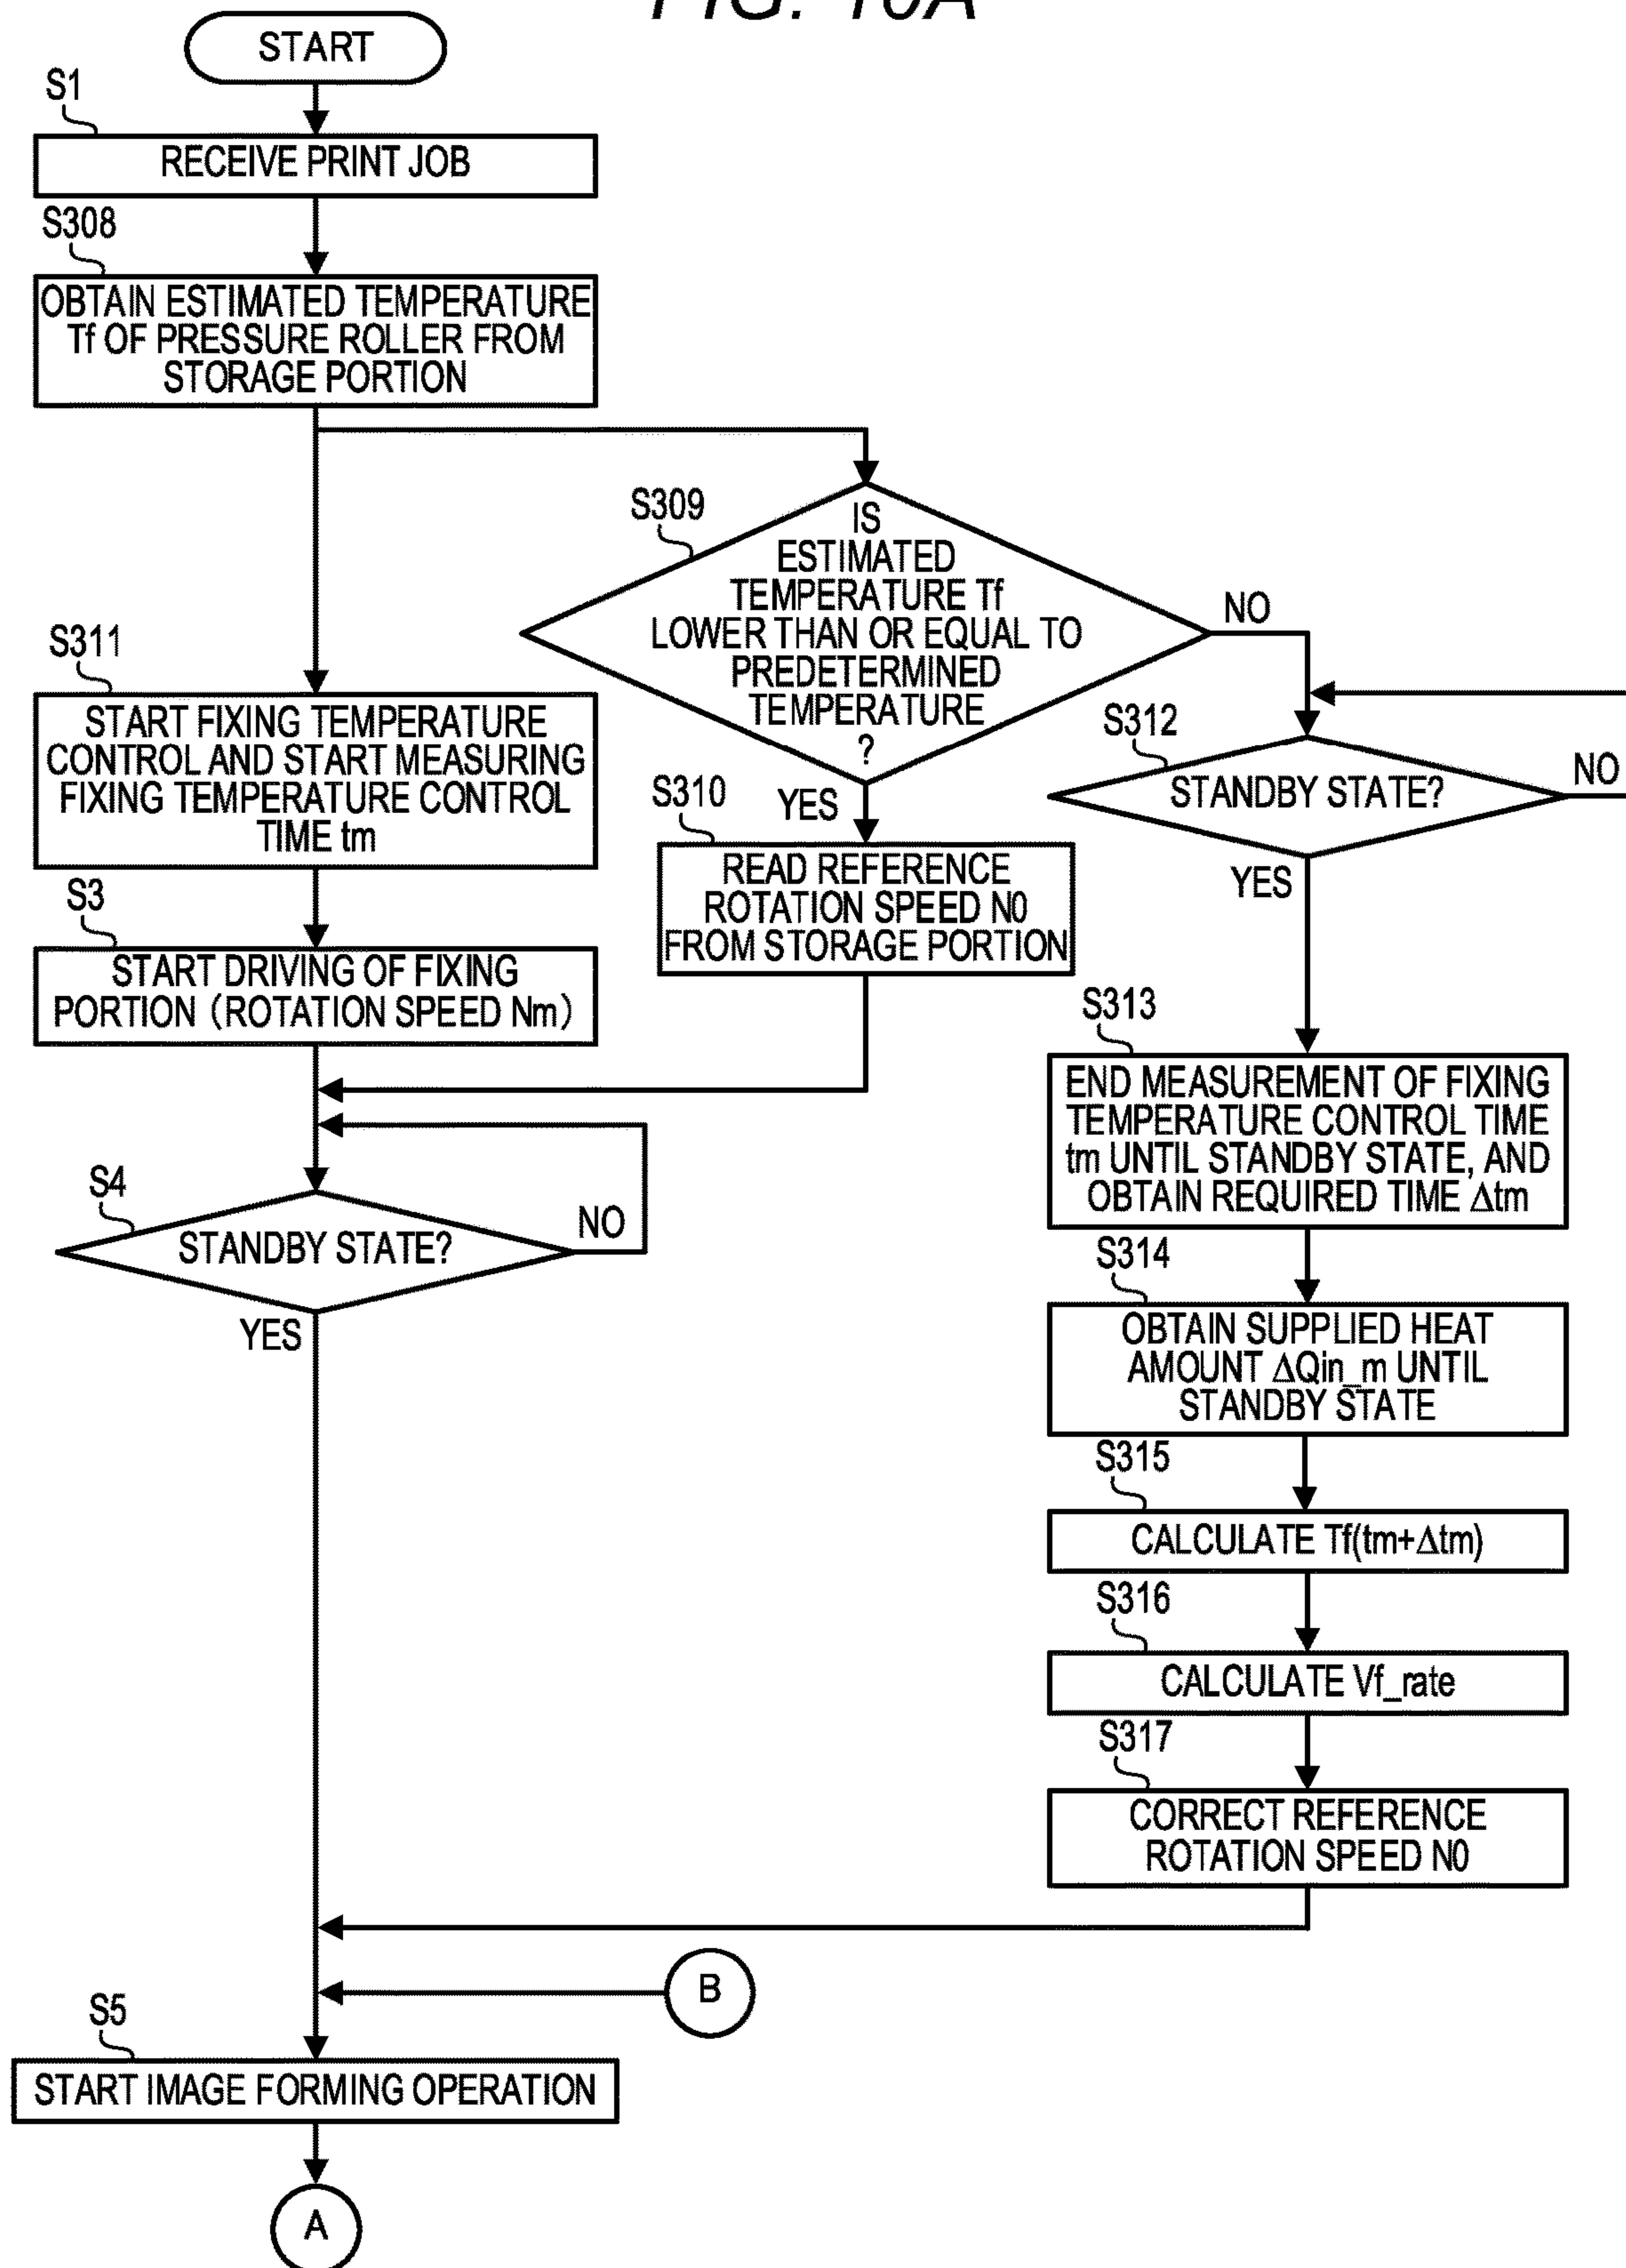 FIG. 10A
START
S1
RECEIVE PRINT JOB
S308
OBTAIN ESTIMATED TEMPERATURE
Tf OF PRESSURE ROLLER FROM
STORAGE PORTION
S309
IS
ESTIMATED
TEMPERATURE Tf
LOWER THAN OR EQUAL TO
PREDETERMINED
TEMPERATURE
?
NO
YES
S311
START FIXING TEMPERATURE
CONTROL AND START MEASURING
FIXING TEMPERATURE CONTROL
TIME tm
S310
READ REFERENCE
ROTATION SPEED N0
FROM STORAGE PORTION
S312
STANDBY STATE?
NO
YES
S3
START DRIVING OF FIXING
PORTION (ROTATION SPEED Nm)
S4
STANDBY STATE?
NO
YES
S313
END MEASUREMENT OF FIXING
TEMPERATURE CONTROL TIME
tm UNTIL STANDBY STATE, AND
OBTAIN REQUIRED TIME Δtm
S314
OBTAIN SUPPLIED HEAT
AMOUNT ΔQin_m UNTIL
STANDBY STATE
S315
CALCULATE Tf(tm+Δtm)
S316
CALCULATE Vf_rate
S317
CORRECT REFERENCE
ROTATION SPEED N0
B
S5
START IMAGE FORMING OPERATION
A